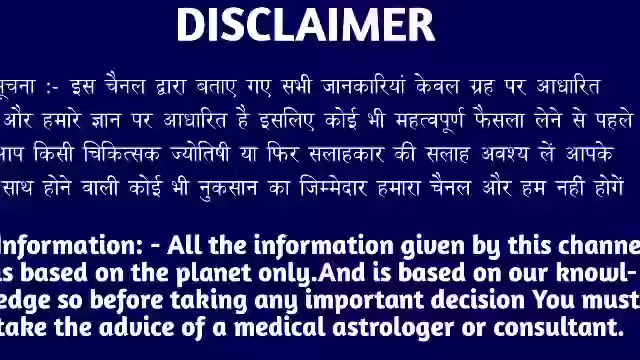 DISCLAIMER
सूचना :- इस चैनल द्वारा बताए गए सभी जानकारियां केवल ग्रह पर आधारित
और हमारे ज्ञान पर आधारित है इसलिए कोई भी महत्वपूर्ण फैसला लेने से पहले
आप किसी चिकित्सक ज्योतिषी या फिर सलाहकार की सलाह अवश्य लें आपके
साथ होने वाली कोई भी नुकसान का जिम्मेदार हमारा चैनल और हम नहीं होगें
Information: - All the information given by this channe
is based on the planet only.And is based on our knowl-
edge so before taking any important decision You must
take the advice of a medical astrologer or consultant.